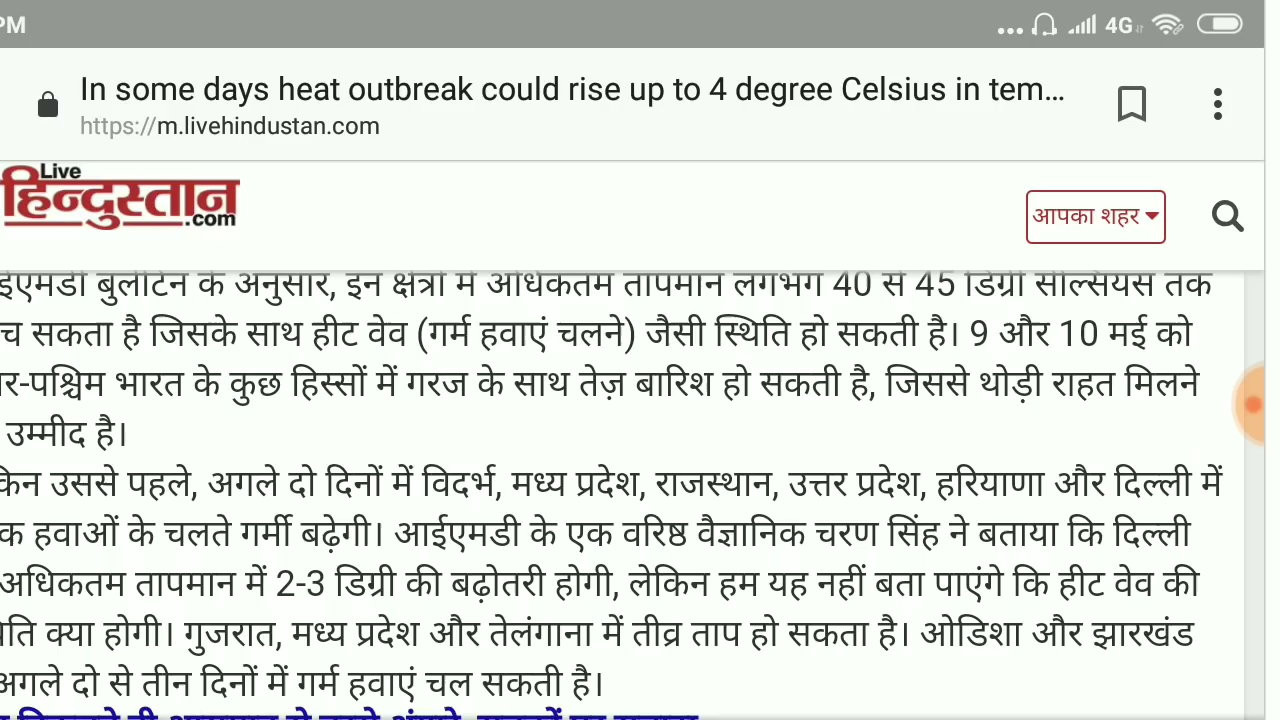 PM
4G
In some days heat outbreak could rise up to 4 degree Celsius in tem...
https://m.livehindustan.com
Live
हिन्दुस्तान
.com
आपका शहर
ईएमडी बुलेटिन के अनुसार, इन क्षेत्रों में अधिकतम तापमान लगभग 40 से 45 डिग्री सेल्सियस तक
च सकता है जिसके साथ हीट वेव (गर्म हवाएं चलने) जैसी स्थिति हो सकती है। 9 और 10 मई को
र-पश्चिम भारत के कुछ हिस्सों में गरज के साथ तेज़ बारिश हो सकती है, जिससे थोड़ी राहत मिलने
उम्मीद है।
किन उससे पहले, अगले दो दिनों में विदर्भ, मध्य प्रदेश, राजस्थान, उत्तर प्रदेश, हरियाणा और दिल्ली में
क हवाओं के चलते गर्मी बढ़ेगी। आईएमडी के एक वरिष्ठ वैज्ञानिक चरण सिंह ने बताया कि दिल्ली
अधिकतम तापमान में 2-3 डिग्री की बढ़ोतरी होगी, लेकिन हम यह नहीं बता पाएंगे कि हीट वेव की
ति क्या होगी। गुजरात, मध्य प्रदेश और तेलंगाना में तीव्र ताप हो सकता है। ओडिशा और झारखंड
अगले दो से तीन दिनों में गर्म हवाएं चल सकती है।